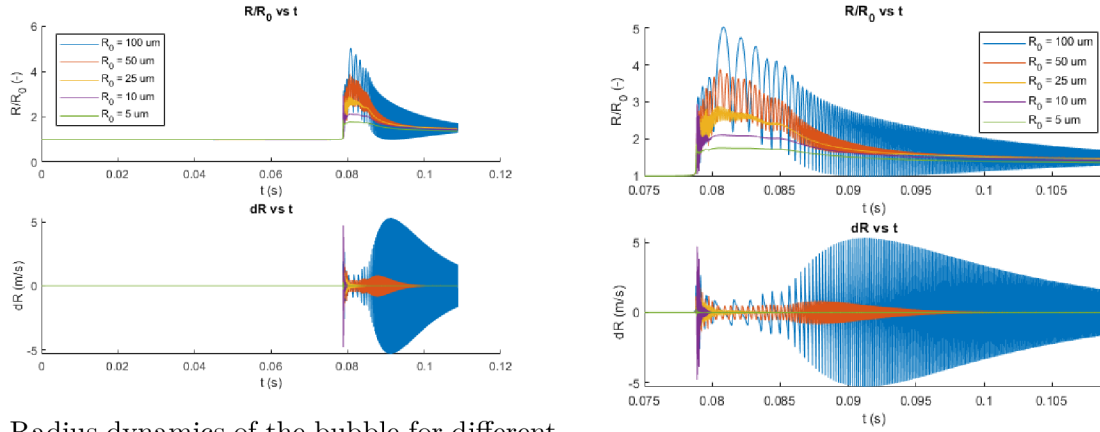 R/R0 vs t
6
4
2
0
R/R0 (-)
R0 = 100 um
R0 = 50 um
R0 = 25 um
R0 = 10 um
R0 = 5 um
0
0.02
0.04
0.06
0.08
0.1
0.12
t (s)
dR vs t
5
0
-5
dR (m/s)
0
0.02
0.04
0.06
0.08
0.1
0.12
t (s)
Radius dynamics of the bubble for different
R/R0 vs t
5
4
3
2
1
R/R0 (-)
R0 = 100 um
R0 = 50 um
R0 = 25 um
R0 = 10 um
R0 = 5 um
0.075
0.08
0.085
0.09
0.095
0.1
0.105
t (s)
dR vs t
5
0
-5
dR (m/s)
0.075
0.08
0.085
0.09
0.095
0.1
0.105
t (s)